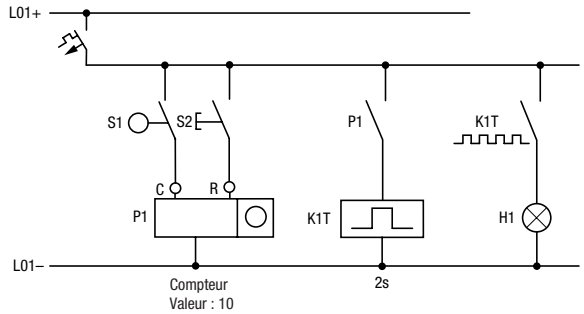 L01+
S1
S2
P1
K1T
C
R
P1
K1T
H1
L01–
Compteur
Valeur : 10
2s